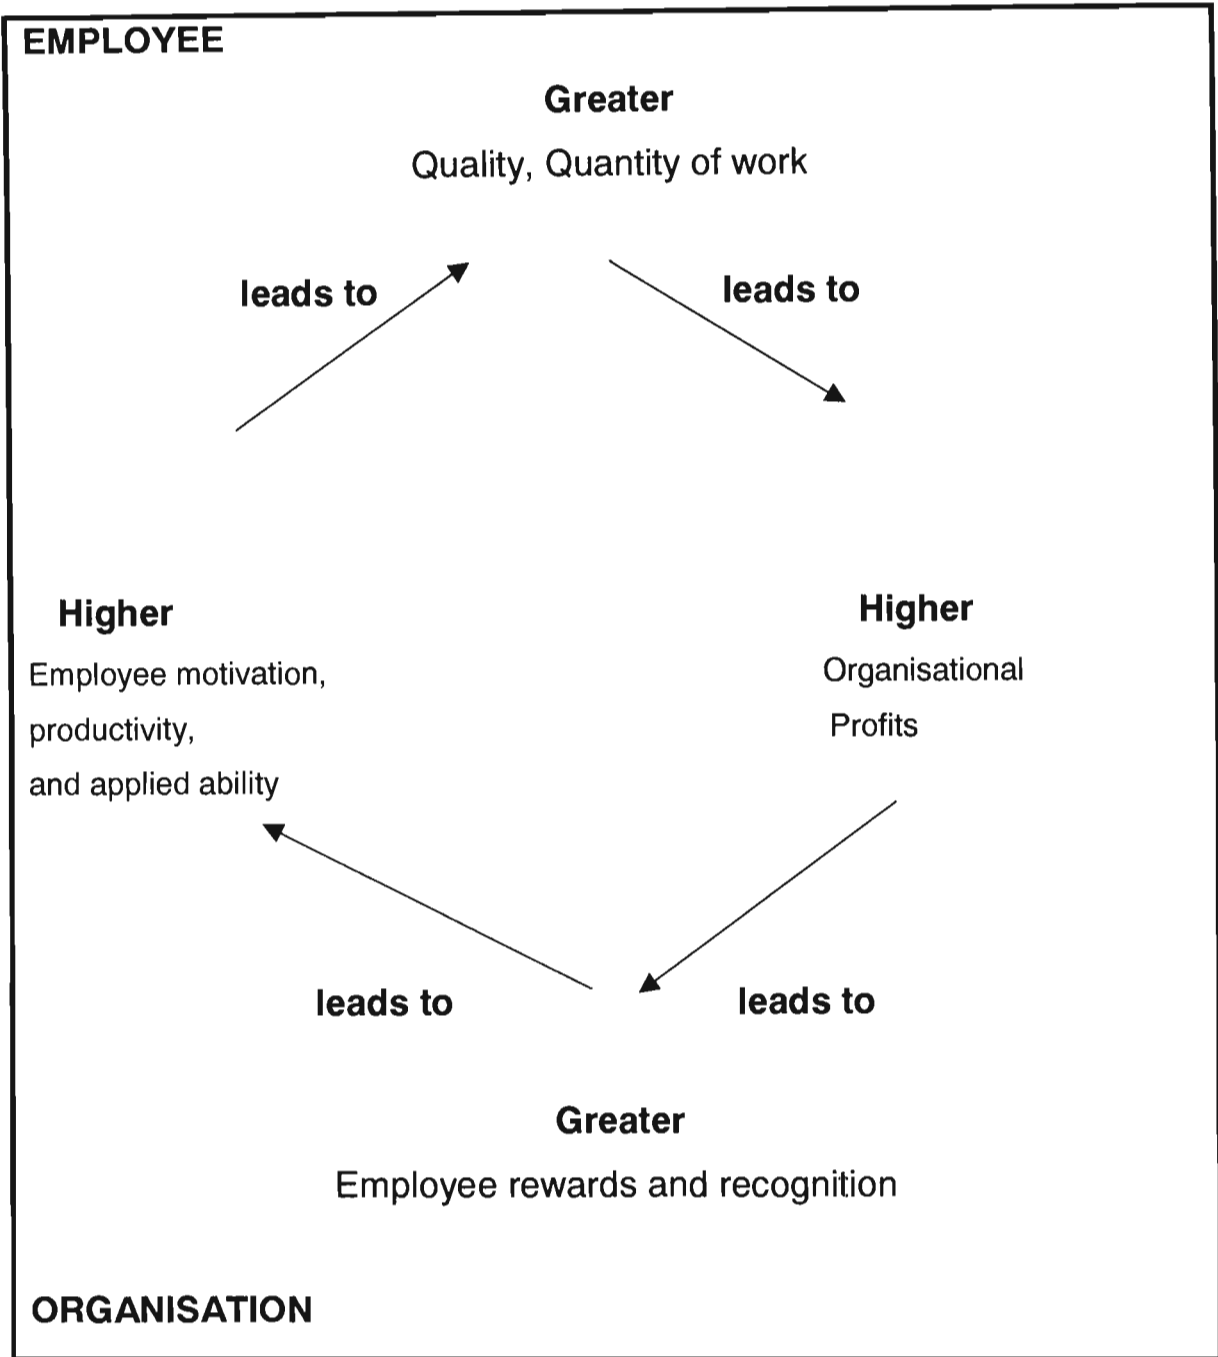 EMPLOYEE
Greater
Quality, Quantity of work
leads to
leads to
Higher
Employee motivation,
productivity,
and applied ability
Higher
Organisational
Profits
leads to
leads to
Greater
Employee rewards and recognition
ORGANISATION